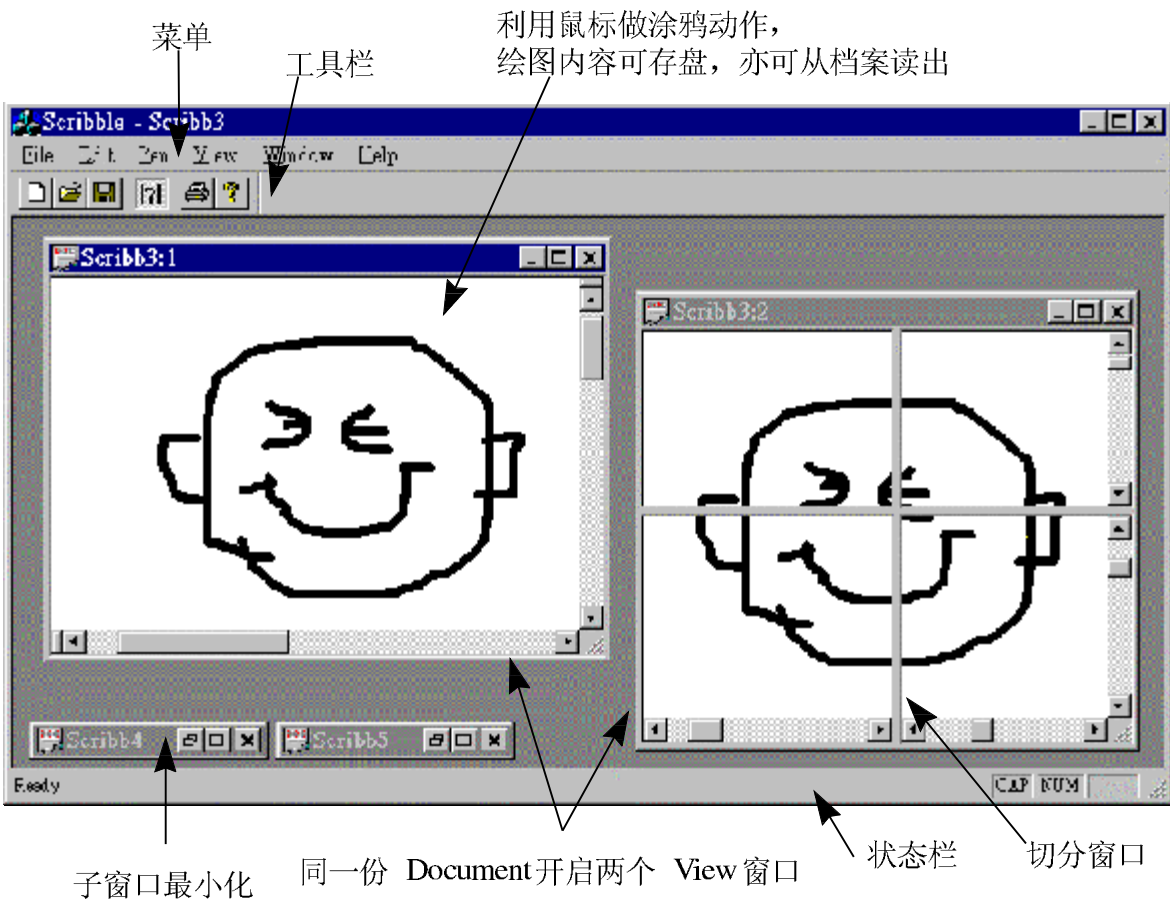 菜单
工具栏
利用鼠标做涂鸦动作，
绘图内容可存盘，亦可从档案读出
Scribble - Scribb3
File Edit Pen View Window Help
Scribb3:1
Scribb3:2
Scribb4
Scribb5
Ready
CAP NUM
子窗口最小化
同一份 Document开启两个 View窗口
状态栏
切分窗口